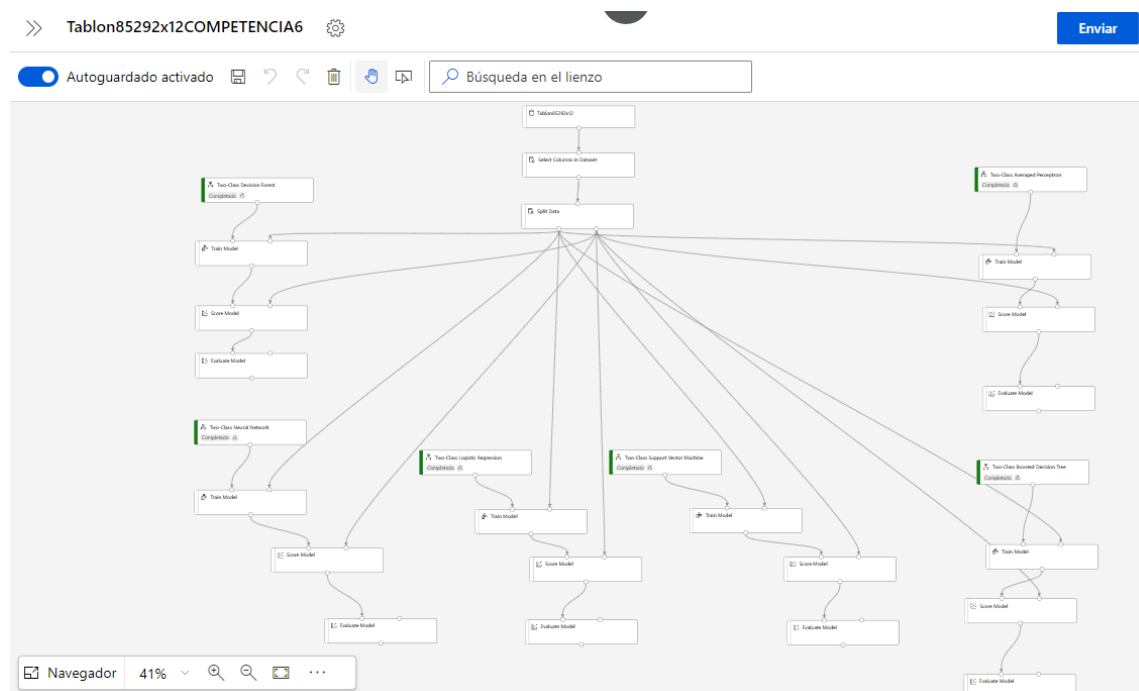 Tablon85292x12COMPETENCIA6
Enviar
Autoguardado activado
Búsqueda en el lienzo
Tablon85292x12
Select Columns in Dataset
Split Data
Two-Class Decision Forest
Completado
Train Model
Score Model
Evaluate Model
Two-Class Averaged Perceptron
Completado
Train Model
Score Model
Evaluate Model
Two-Class Neural Network
Completado
Train Model
Score Model
Evaluate Model
Two-Class Logistic Regression
Completado
Train Model
Score Model
Evaluate Model
Two-Class Support Vector Machine
Completado
Train Model
Score Model
Evaluate Model
Two-Class Boosted Decision Tree
Completado
Train Model
Score Model
Evaluate Model
Navegador 41%